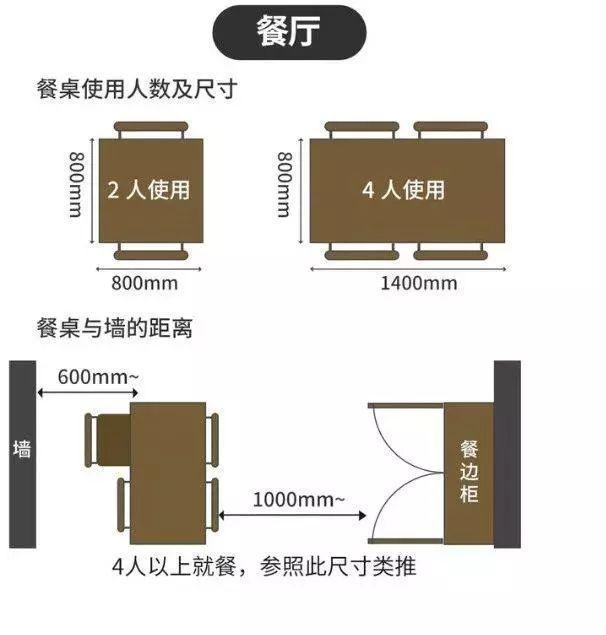 餐厅
餐桌使用人数及尺寸
800mm
2 人使用
800mm
4 人使用
800mm
1400mm
餐桌与墙的距离
600mm~
墙
餐边柜
1000mm~
4人以上就餐，参照此尺寸类推